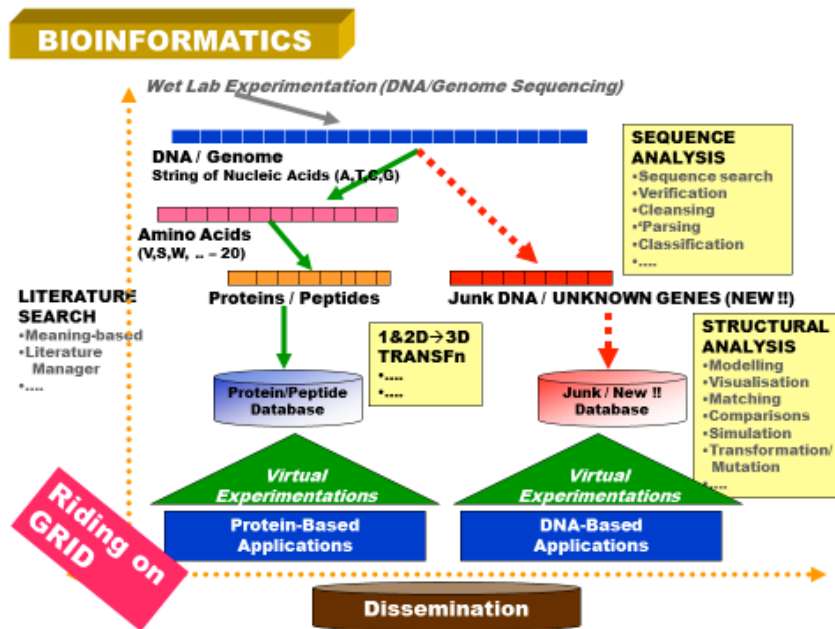 BIOINFORMATICS
Wet Lab Experimentation (DNA/Genome Sequencing)
DNA / Genome
String of Nucleic Acids (A,T,C,G)
Amino Acids
(V,S,W, .. – 20)
Proteins / Peptides
Junk DNA / UNKNOWN GENES (NEW !!)
SEQUENCE
ANALYSIS
•Sequence search
•Verification
•Cleansing
•‘Parsing
•Classification
•....
LITERATURE
SEARCH
•Meaning-based
•Literature
Manager
•....
1&2D→3D
TRANSFn
•....
•....
STRUCTURAL
ANALYSIS
•Modelling
•Visualisation
•Matching
•Comparisons
•Simulation
•Transformation/
Mutation
•....
Protein/Peptide
Database
Junk / New !!
Database
Virtual
Experimentations
Virtual
Experimentations
Protein-Based
Applications
DNA-Based
Applications
Riding on
GRID
Dissemination